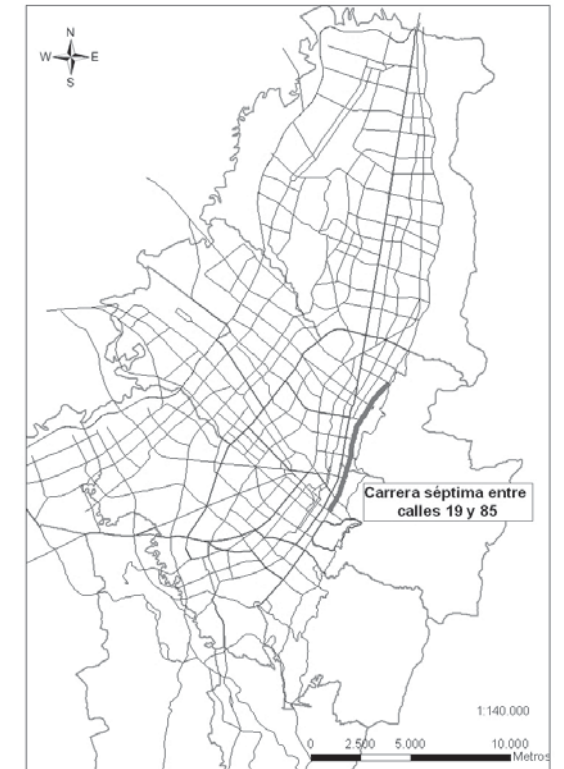 N
W E
S
Carrera séptima entre
calles 19 y 85
1:140.000
0 2.500 5.000 10.000
Metros